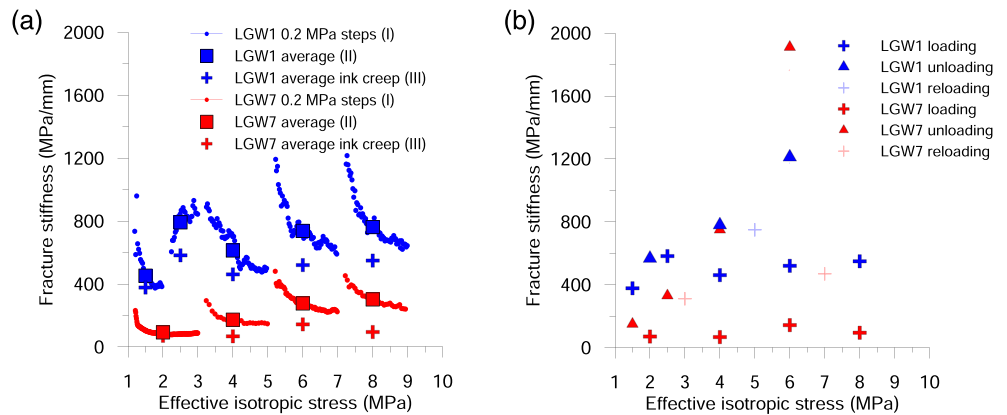 (a)
LGW1 0.2 MPa steps (I)
LGW1 average (II)
LGW1 average ink creep (III)
LGW7 0.2 MPa steps (I)
LGW7 average (II)
LGW7 average ink creep (III)
Fracture stiffness (MPa/mm)
2000
1600
1200
800
400
0
1 2 3 4 5 6 7 8 9 10
Effective isotropic stress (MPa)
(b)
LGW1 loading
LGW1 unloading
LGW1 reloading
LGW7 loading
LGW7 unloading
LGW7 reloading
Fracture stiffness (MPa/mm)
2000
1600
1200
800
400
0
1 2 3 4 5 6 7 8 9 10
Effective isotropic stress (MPa)